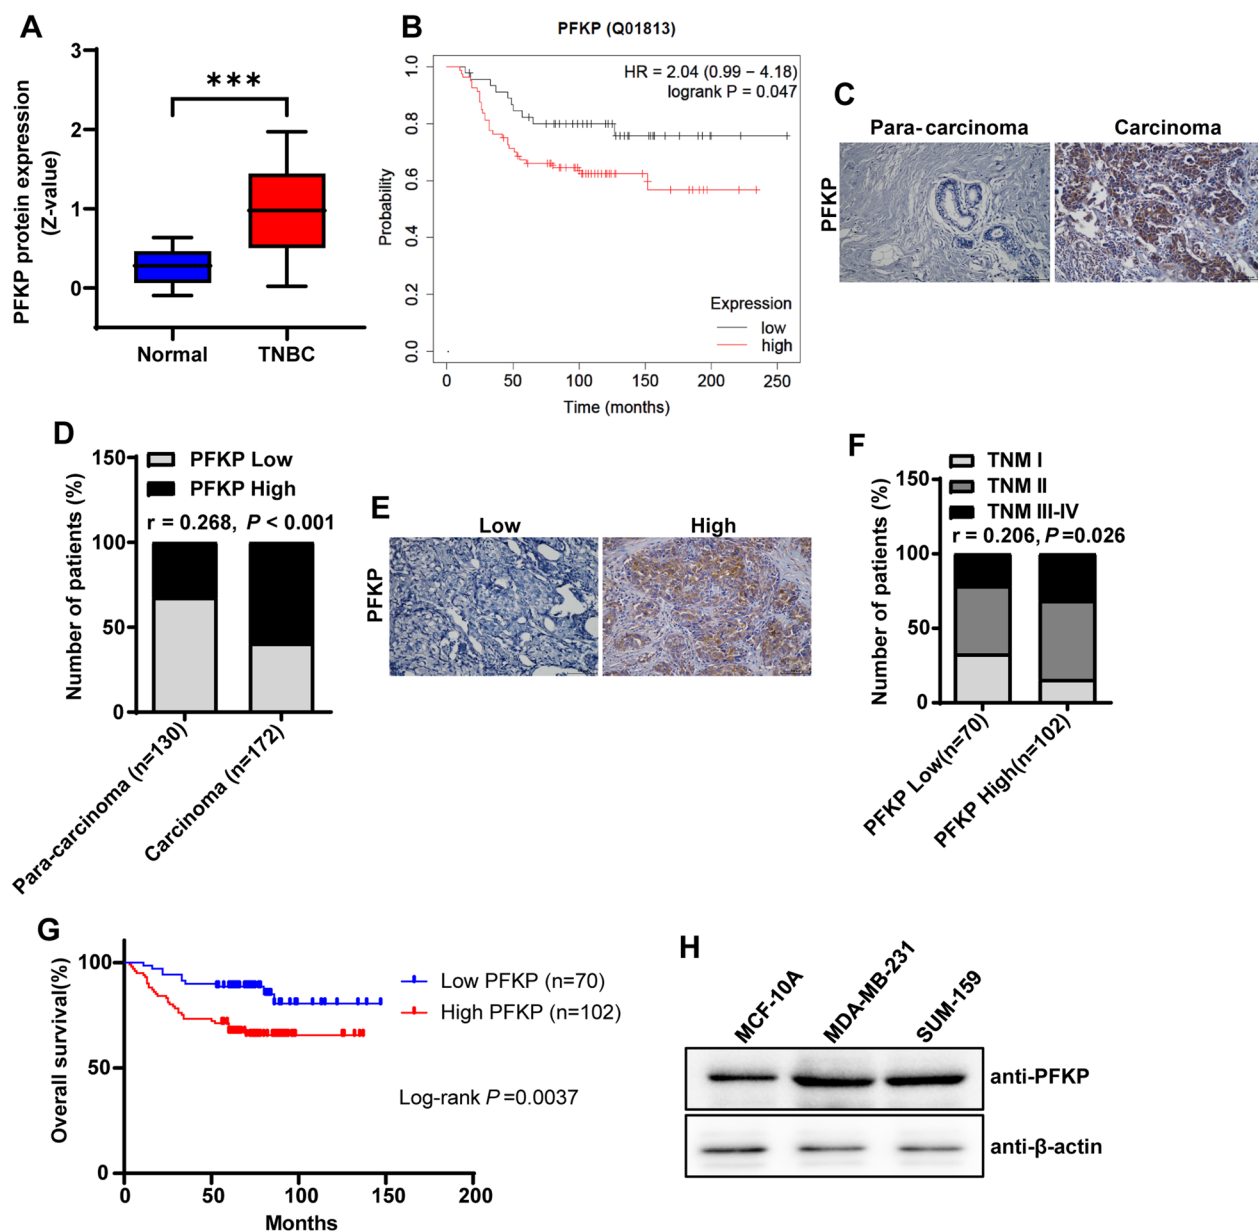 A
PFKP protein expression
(Z-value)
3
2
1
0
***
Normal
TNBC
B
PFKP (Q01813)
HR = 2.04 (0.99 − 4.18)
logrank P = 0.047
Probability
1.0
0.8
0.6
0.4
0.2
0.0
Expression
low
high
0
50
100
150
200
250
Time (months)
C
Para-carcinoma
Carcinoma
PFKP
D
PFKP Low
PFKP High
r = 0.268, P < 0.001
Number of patients (%)
150
100
50
0
Para-carcinoma (n=130)
Carcinoma (n=172)
E
Low
High
PFKP
F
TNM I
TNM II
TNM III-IV
r = 0.206, P =0.026
Number of patients (%)
150
100
50
0
PFKP Low(n=70)
PFKP High(n=102)
G
Overall survival(%)
100
50
0
Low PFKP (n=70)
High PFKP (n=102)
Log-rank P =0.0037
0
50
100
150
200
Months
H
MCF-10A
MDA-MB-231
SUM-159
anti-PFKP
anti-β-actin